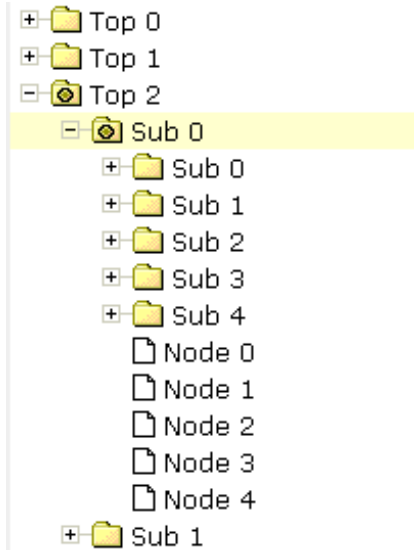 Top 0
Top 1
Top 2
Sub 0
Sub 0
Sub 1
Sub 2
Sub 3
Sub 4
Node 0
Node 1
Node 2
Node 3
Node 4
Sub 1